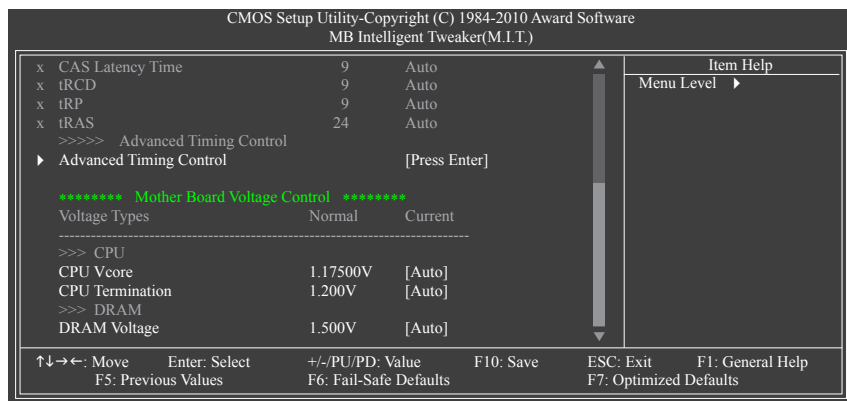 CMOS Setup Utility-Copyright (C) 1984-2010 Award Software
MB Intelligent Tweaker(M.I.T.)
x CAS Latency Time 9 Auto
x tRCD 9 Auto
x tRP 9 Auto
x tRAS 24 Auto
>>>>> Advanced Timing Control
Advanced Timing Control [Press Enter]
******** Mother Board Voltage Control ********
Voltage Types Normal Current
-----------------------------------------------------------------------------
>>> CPU
CPU Vcore 1.17500V [Auto]
CPU Termination 1.200V [Auto]
>>> DRAM
DRAM Voltage 1.500V [Auto]
Item Help
Menu Level
↑↓→←: Move Enter: Select +/-/PU/PD: Value F10: Save ESC: Exit F1: General Help
F5: Previous Values F6: Fail-Safe Defaults F7: Optimized Defaults